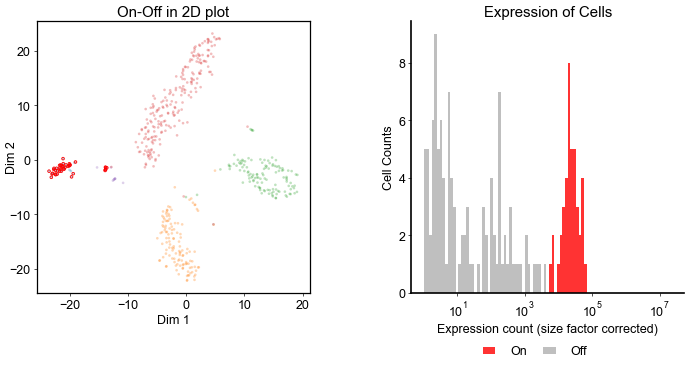 On-Off in 2D plot
Dim 2
20
10
0
−10
−20
−20 −10 0 10 20
Dim 1
Expression of Cells
Cell Counts
8
6
4
2
0
10^1 10^3 10^5 10^7
Expression count (size factor corrected)
On Off